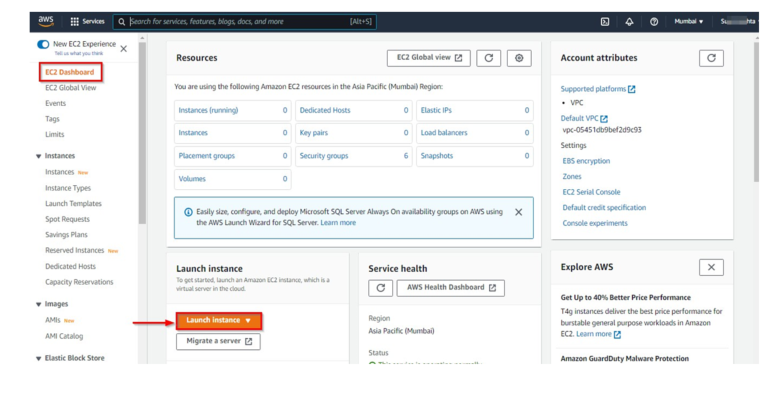 aws
Services
Search for services, features, blogs, docs, and more
[Alt+S]
Mumbai
New EC2 Experience
Tell us what you think
EC2 Dashboard
EC2 Global View
Events
Tags
Limits
Instances
Instances New
Instance Types
Launch Templates
Spot Requests
Savings Plans
Reserved Instances New
Dedicated Hosts
Capacity Reservations
Images
AMIs New
AMI Catalog
Elastic Block Store
Resources
EC2 Global view
You are using the following Amazon EC2 resources in the Asia Pacific (Mumbai) Region:
Instances (running) 0 Dedicated Hosts 0 Elastic IPs 0
Instances 0 Key pairs 0 Load balancers 0
Placement groups 0 Security groups 6 Snapshots 0
Volumes 0
Easily size, configure, and deploy Microsoft SQL Server Always On availability groups on AWS using
the AWS Launch Wizard for SQL Server. Learn more
Launch instance
To get started, launch an Amazon EC2 instance, which is a
virtual server in the cloud.
Launch instance
Migrate a server
Service health
AWS Health Dashboard
Region
Asia Pacific (Mumbai)
Status
This service is operating normally
Account attributes
Supported platforms
• VPC
Default VPC
vpc-05451db9bef2d9c93
Settings
EBS encryption
Zones
EC2 Serial Console
Default credit specification
Console experiments
Explore AWS
Get Up to 40% Better Price Performance
T4g instances deliver the best price performance for
burstable general purpose workloads in Amazon
EC2. Learn more
Amazon GuardDuty Malware Protection